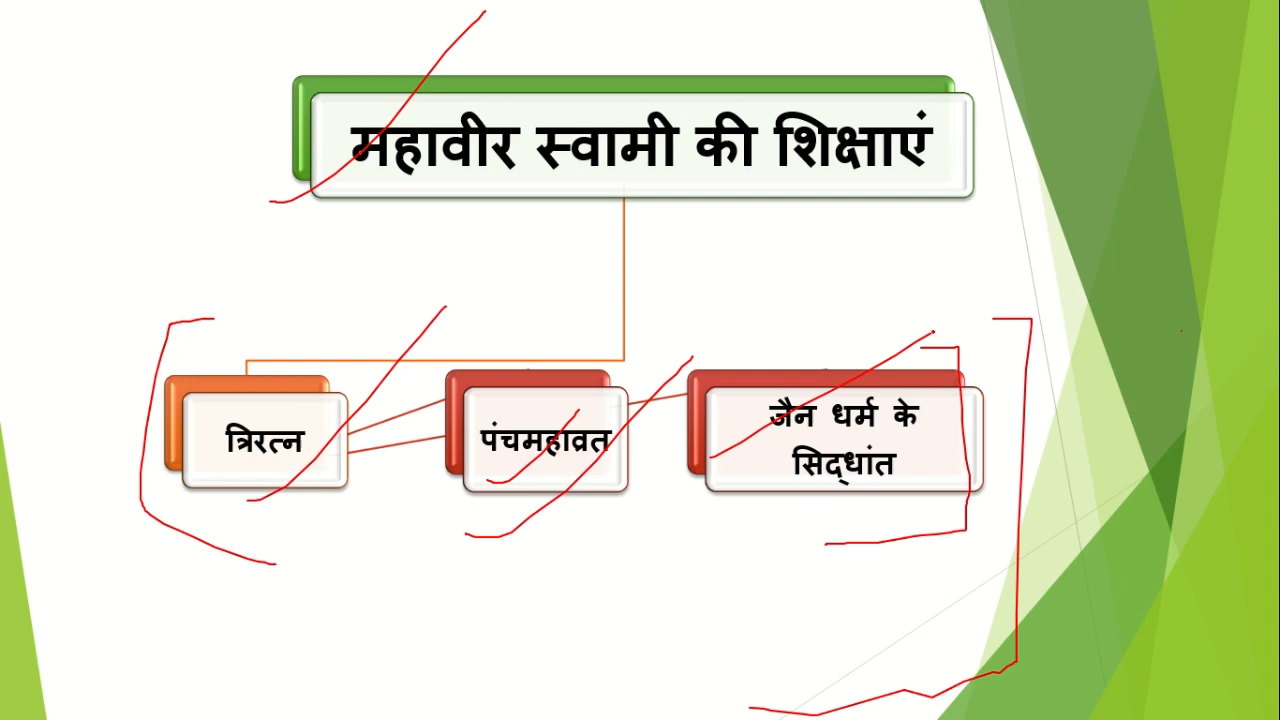 महावीर स्वामी की शिक्षाएं
त्रिरत्न
पंचमहाव्रत
जैन धर्म के
सिद्धांत